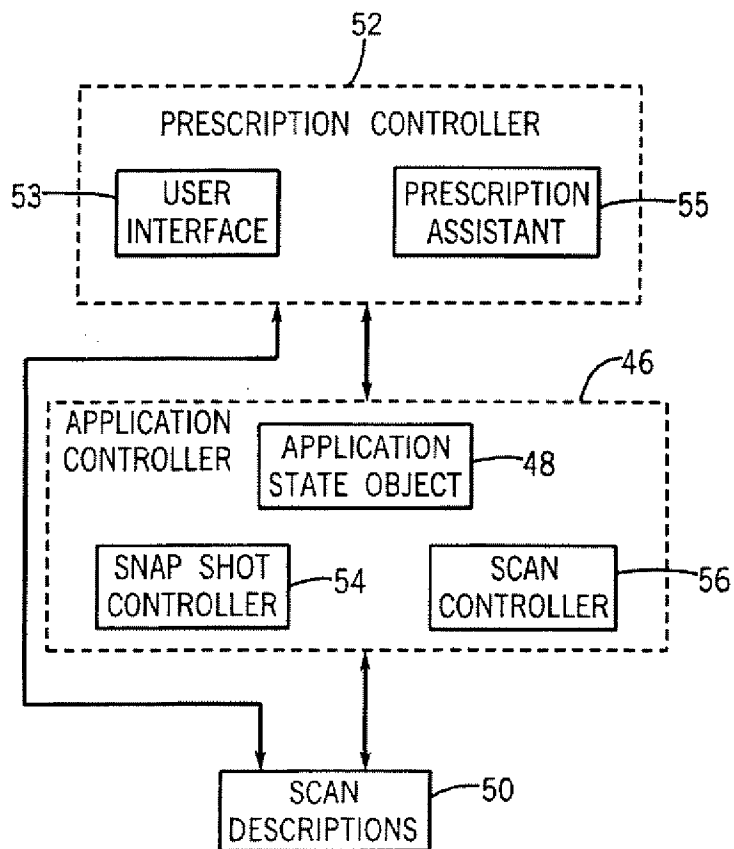 52
PRESCRIPTION CONTROLLER
53
USER
INTERFACE
PRESCRIPTION
ASSISTANT
55
46
APPLICATION
CONTROLLER
APPLICATION
STATE OBJECT
48
SNAP SHOT
CONTROLLER
54
SCAN
CONTROLLER
56
SCAN
DESCRIPTIONS
50